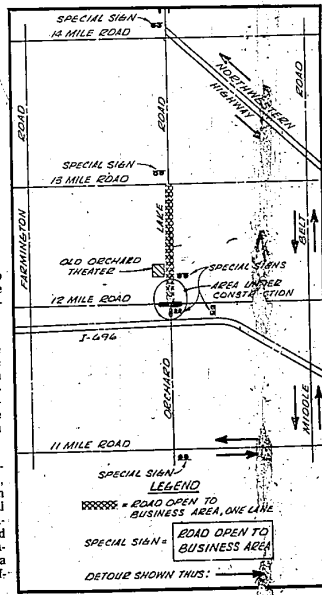 SPECIAL SIGN
14 MILE ROAD
ROAD
ROAD
ROAD
NORTHWESTERN
HIGHWAY
SPECIAL SIGN
13 MILE ROAD
FARMINGTON
LAKE
BELT
OLD ORCHARD
THEATER
SPECIAL SIGNS
AREA UNDER
CONSTRUCTION
12 MILE ROAD
I-696
ORCHARD
MIDDLE
11 MILE ROAD
SPECIAL SIGN
LEGEND
= ROAD OPEN TO
BUSINESS AREA, ONE LANE
SPECIAL SIGN =
ROAD OPEN TO
BUSINESS AREA
DETOUR SHOWN THUS: